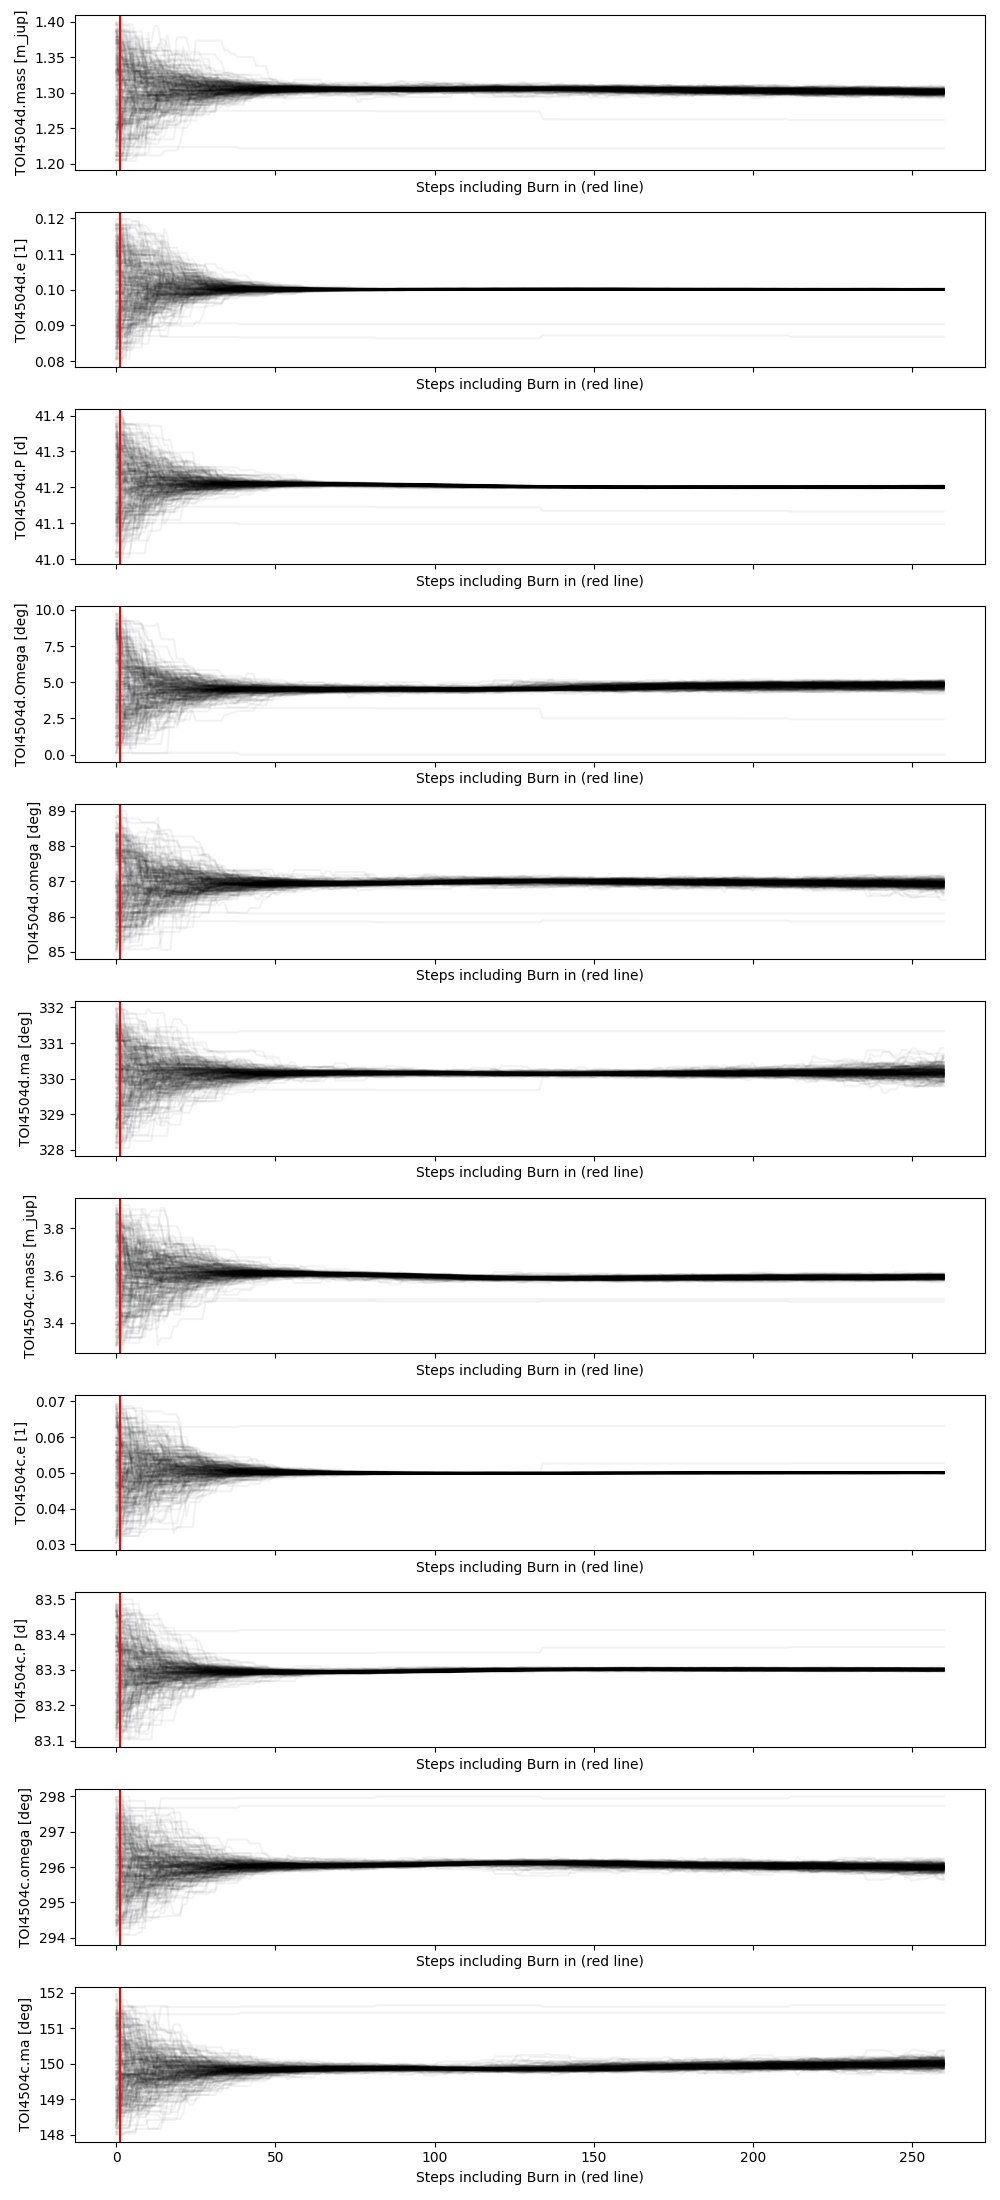 TOI4504d.mass [m_jup]
1.40
1.35
1.30
1.25
1.20
Steps including Burn in (red line)
TOI4504d.e [1]
0.12
0.11
0.10
0.09
0.08
Steps including Burn in (red line)
TOI4504d.P [d]
41.4
41.3
41.2
41.1
41.0
Steps including Burn in (red line)
TOI4504d.Omega [deg]
10.0
7.5
5.0
2.5
0.0
Steps including Burn in (red line)
TOI4504d.omega [deg]
89
88
87
86
85
Steps including Burn in (red line)
TOI4504d.ma [deg]
332
331
330
329
328
Steps including Burn in (red line)
TOI4504c.mass [m_jup]
3.8
3.6
3.4
Steps including Burn in (red line)
TOI4504c.e [1]
0.07
0.06
0.05
0.04
0.03
Steps including Burn in (red line)
TOI4504c.P [d]
83.5
83.4
83.3
83.2
83.1
Steps including Burn in (red line)
TOI4504c.omega [deg]
298
297
296
295
294
Steps including Burn in (red line)
TOI4504c.ma [deg]
152
151
150
149
148
0 50 100 150 200 250
Steps including Burn in (red line)